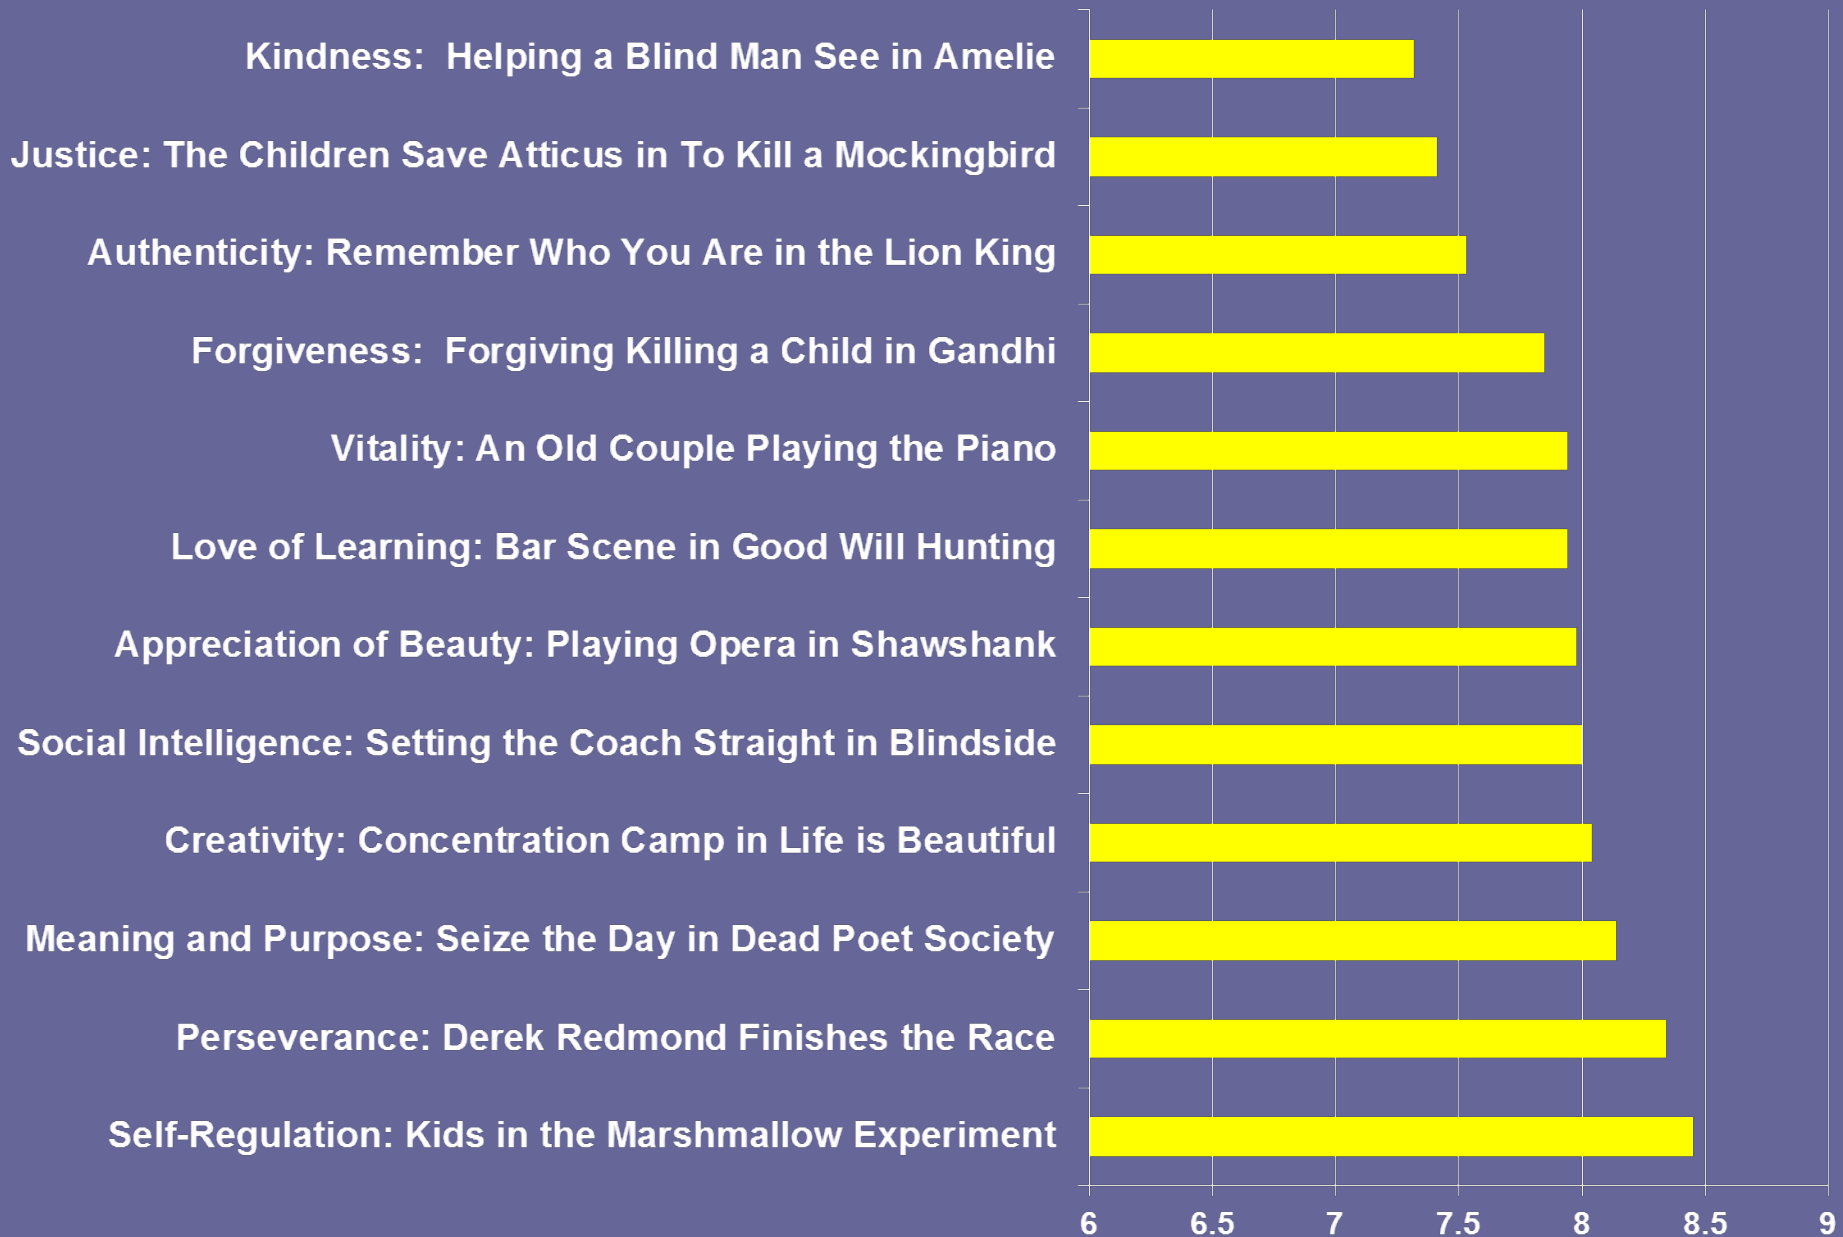 Kindness:  Helping a Blind Man See in Amelie
Justice: The Children Save Atticus in To Kill a Mockingbird
Authenticity: Remember Who You Are in the Lion King
Forgiveness:  Forgiving Killing a Child in Gandhi
Vitality: An Old Couple Playing the Piano
Love of Learning: Bar Scene in Good Will Hunting
Appreciation of Beauty: Playing Opera in Shawshank
Social Intelligence: Setting the Coach Straight in Blindside
Creativity: Concentration Camp in Life is Beautiful
Meaning and Purpose: Seize the Day in Dead Poet Society
Perseverance: Derek Redmond Finishes the Race
Self-Regulation: Kids in the Marshmallow Experiment
6 6.5 7 7.5 8 8.5 9